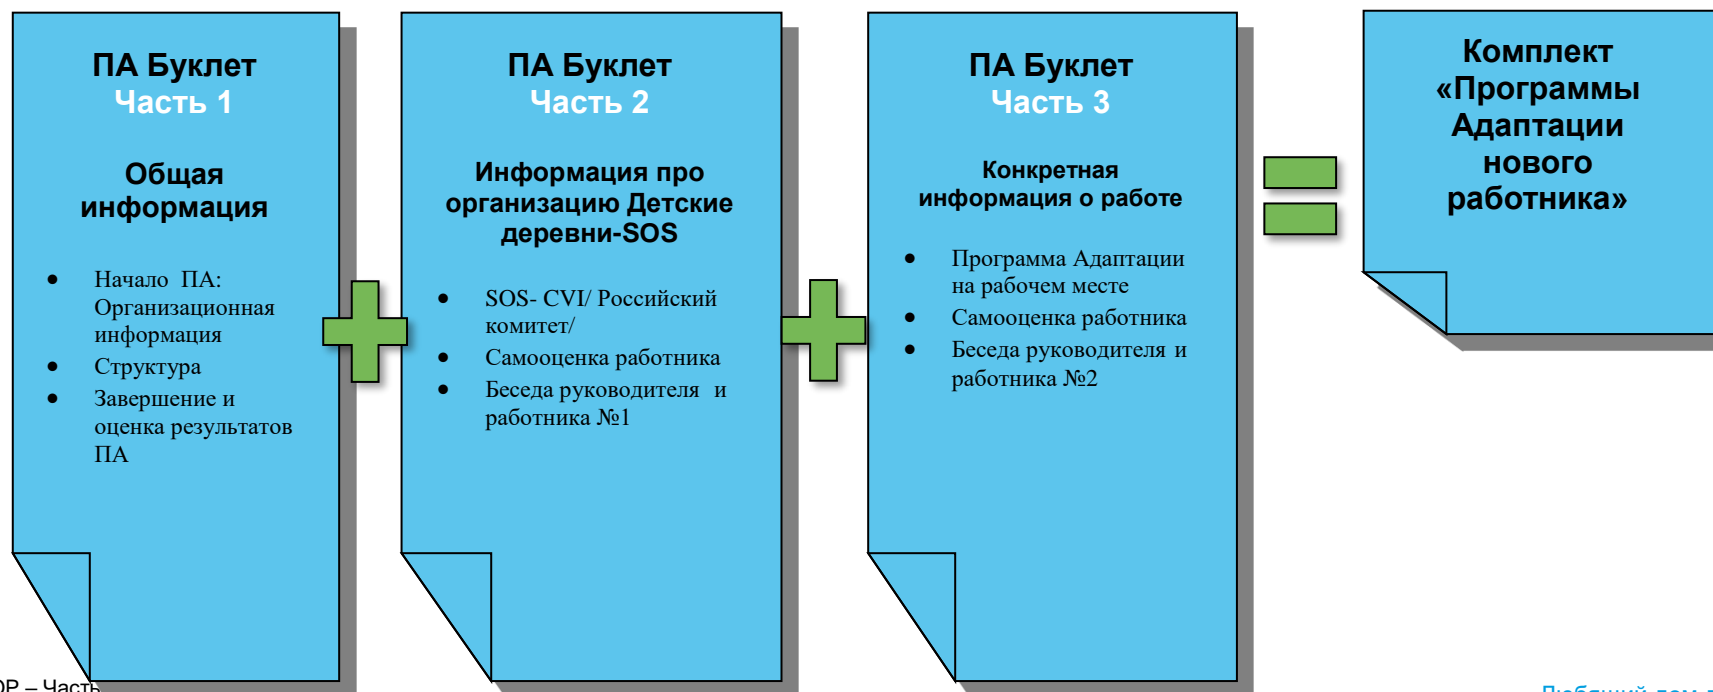 ПА Буклет
Часть 1
Общая
информация
• Начало ПА:
Организационная
информация
• Структура
• Завершение и
оценка результатов
ПА
ПА Буклет
Часть 2
Информация про
организацию Детские
деревни-SOS
• SOS- CVI/ Российский
комитет/
• Самооценка работника
• Беседа руководителя и
работника №1
ПА Буклет
Часть 3
Конкретная
информация о работе
• Программа Адаптации
на рабочем месте
• Самооценка работника
• Беседа руководителя и
работника №2
Комплект
«Программы
Адаптации
нового
работника»
– Часть